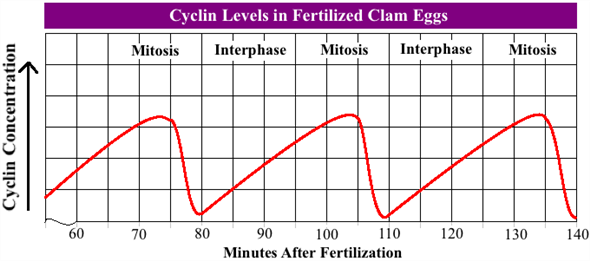 Cyclin Levels in Fertilized Clam Eggs
Mitosis Interphase Mitosis Interphase Mitosis
Cyclin Concentration
60 70 80 90 100 110 120 130 140
Minutes After Fertilization